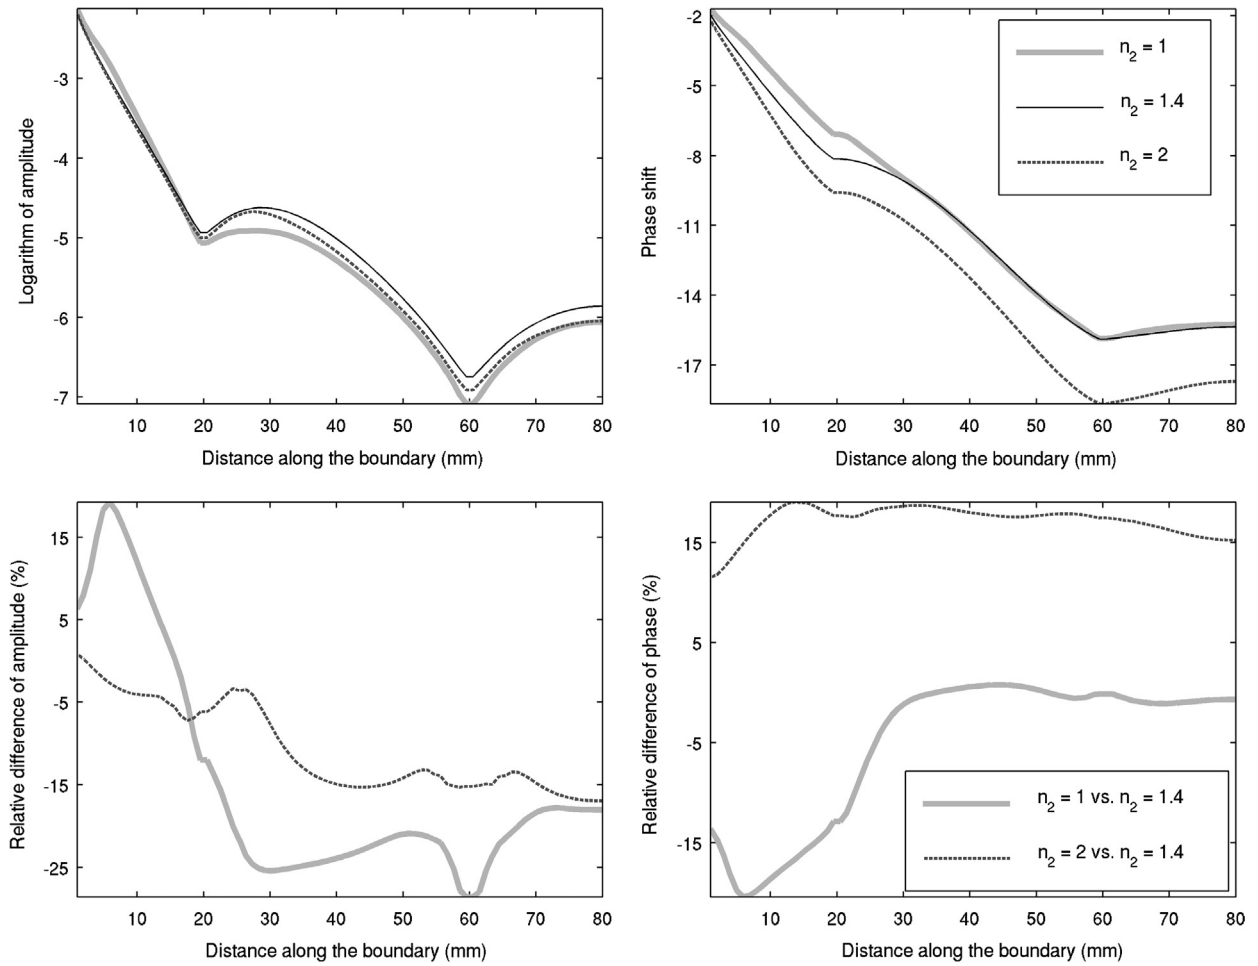 Logarithm of amplitude
-3
-4
-5
-6
-7
10 20 30 40 50 60 70 80
Distance along the boundary (mm)
Phase shift
-2
-5
-8
-11
-14
-17
n2 = 1
n2 = 1.4
n2 = 2
10 20 30 40 50 60 70 80
Distance along the boundary (mm)
Relative difference of amplitude (%)
15
5
-5
-15
-25
10 20 30 40 50 60 70 80
Distance along the boundary (mm)
Relative difference of phase (%)
15
5
-5
-15
n2 = 1 vs. n2 = 1.4
n2 = 2 vs. n2 = 1.4
10 20 30 40 50 60 70 80
Distance along the boundary (mm)